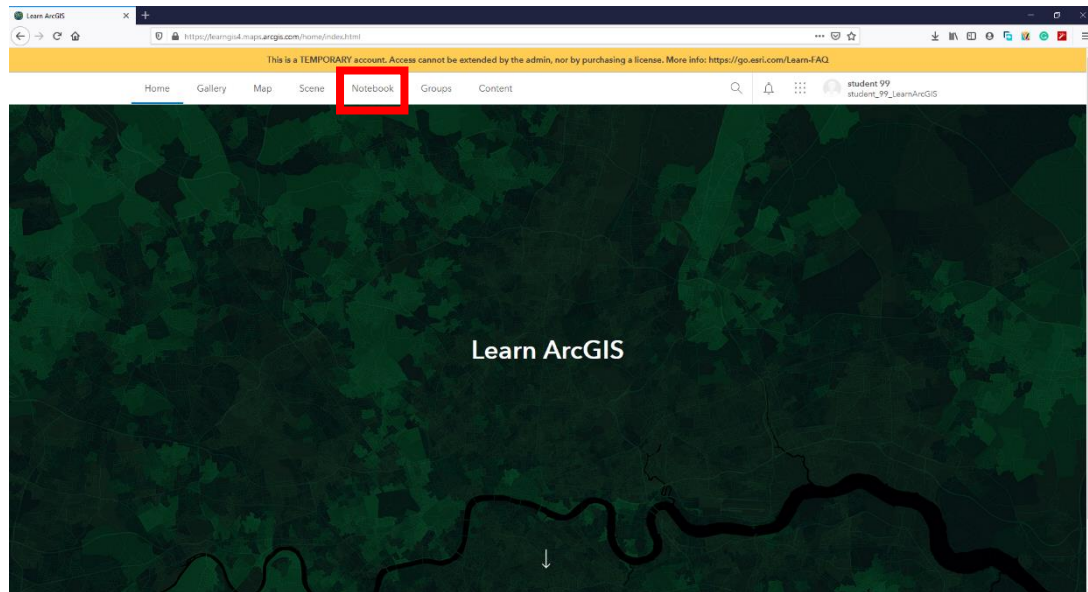 Learn ArcGIS
https://learngis4.maps.arcgis.com/home/index.html
This is a TEMPORARY account. Access cannot be extended by the admin, nor by purchasing a license. More info: https://go.esri.com/Learn-FAQ
Home Gallery Map Scene Notebook Groups Content
student 99
student_99_LearnArcGIS
Learn ArcGIS